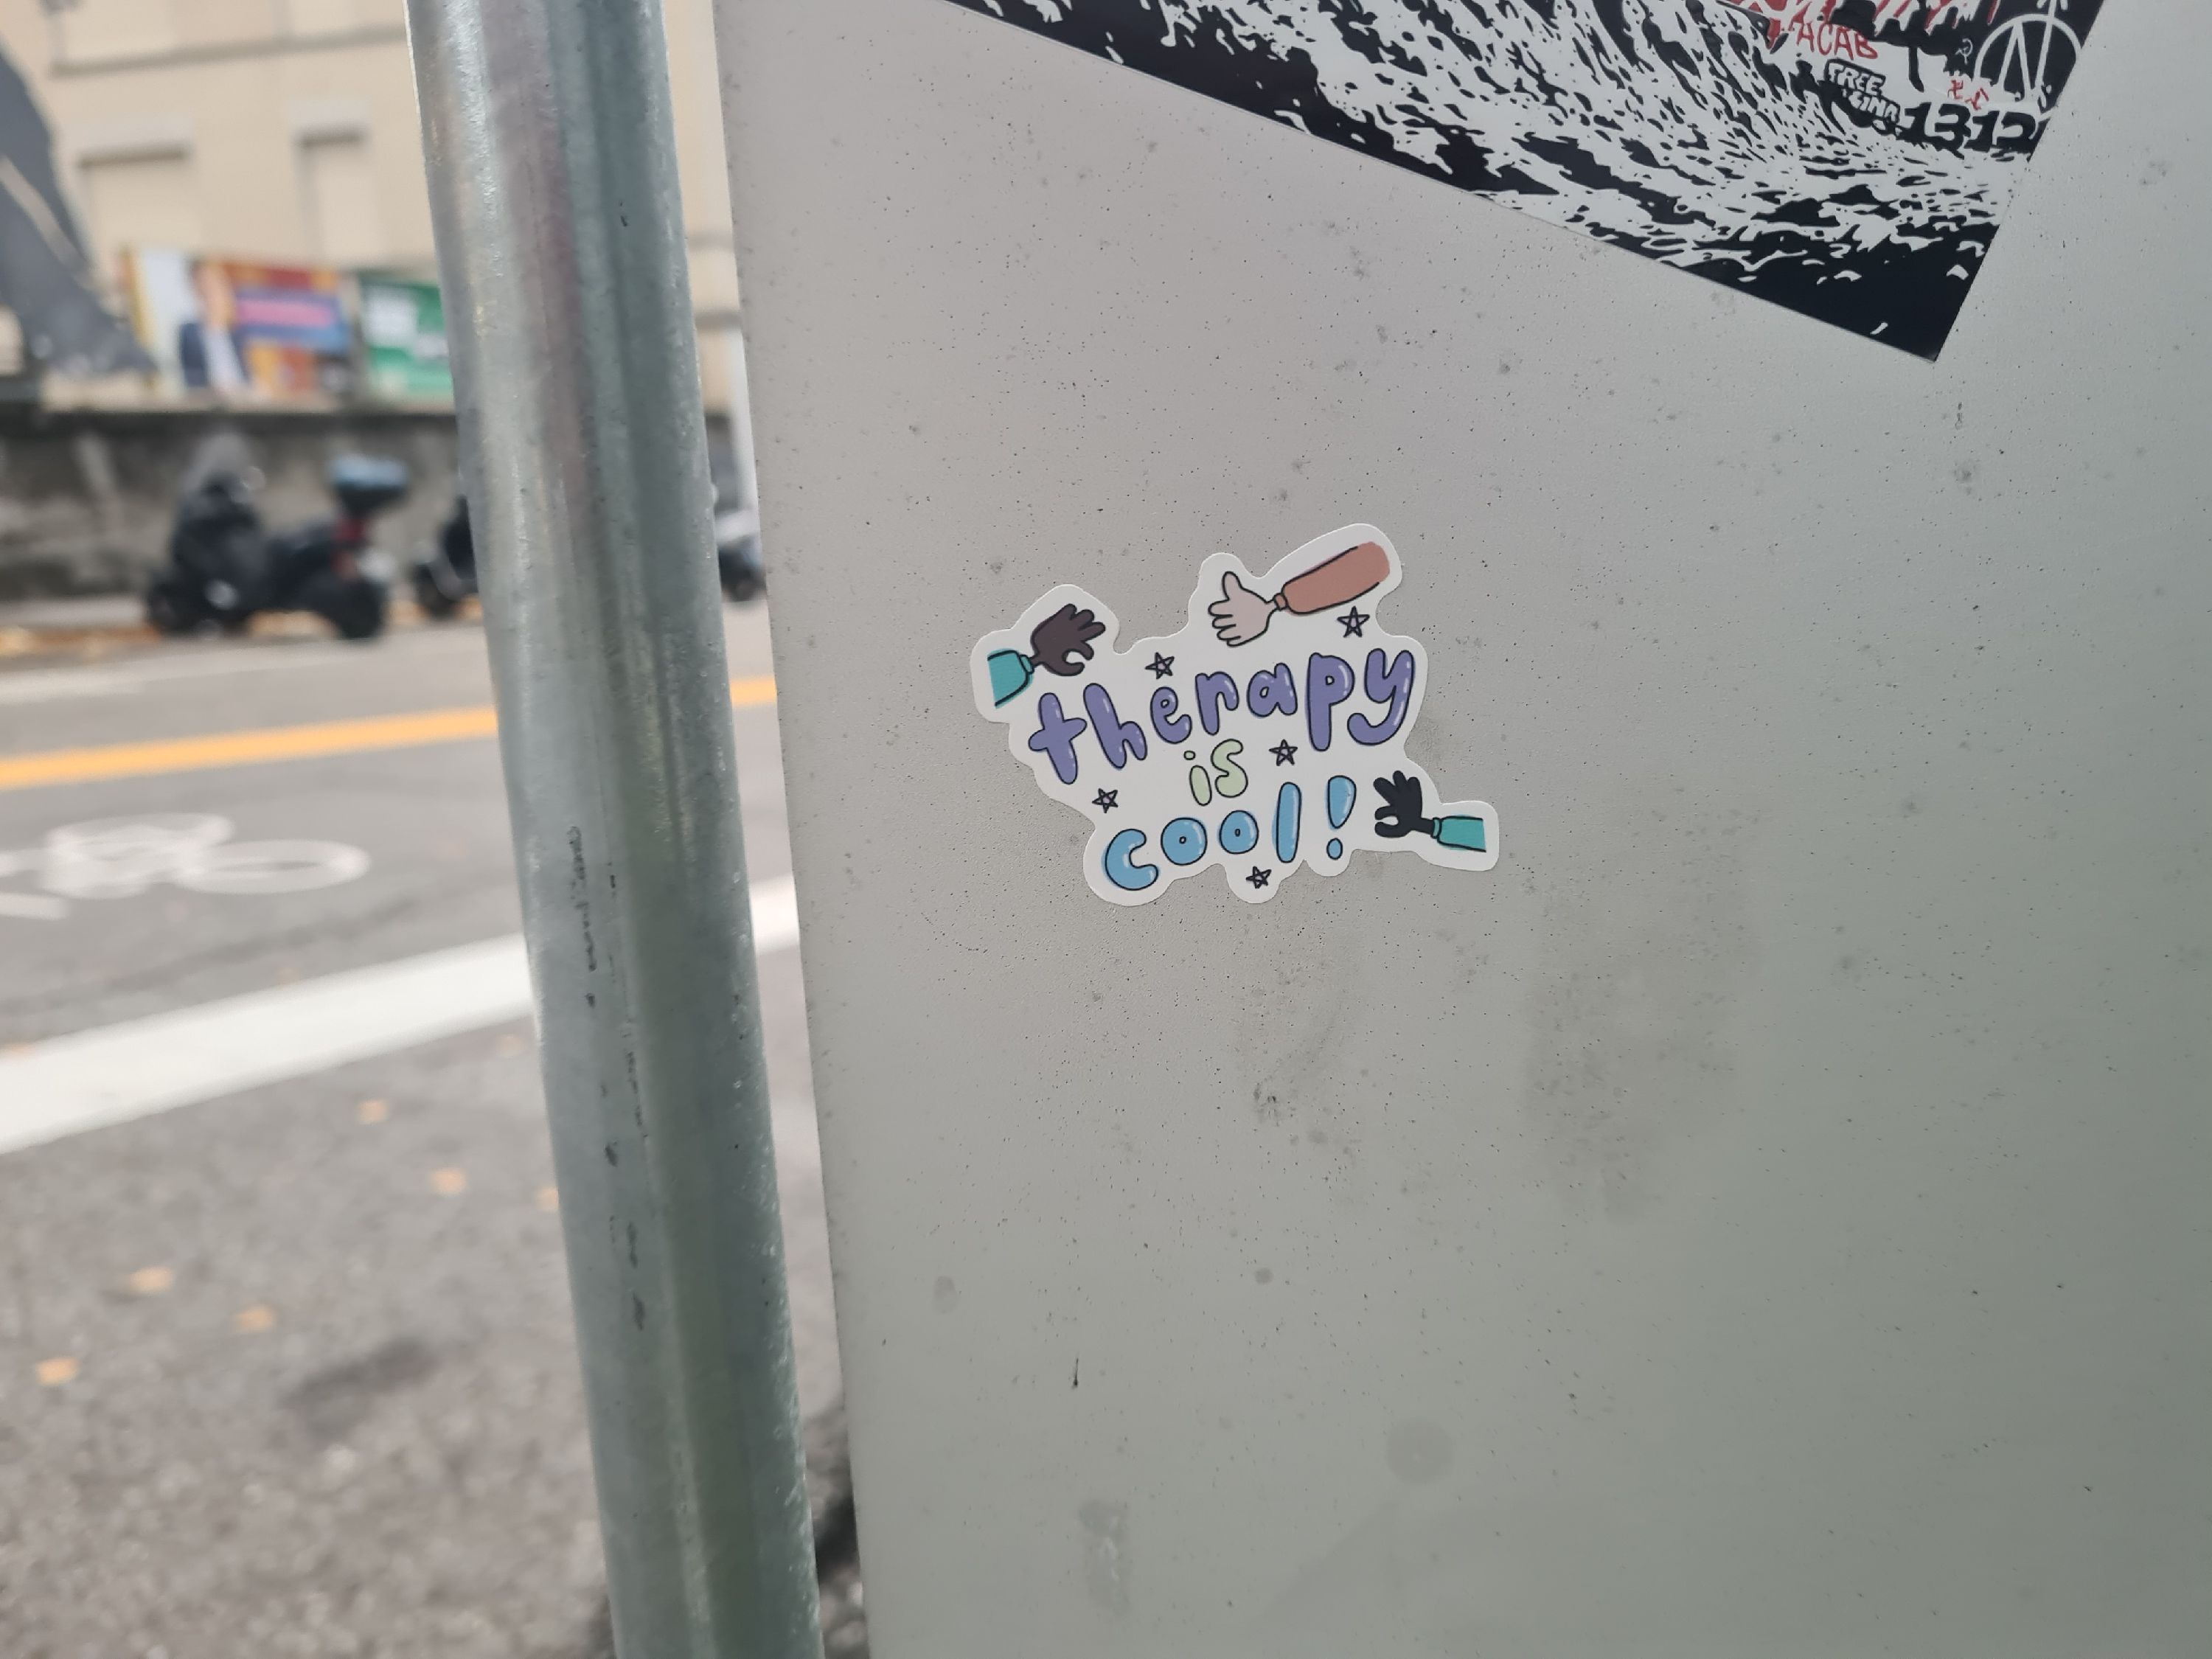 ACAB
FREE
1312
therapy
is
cool!